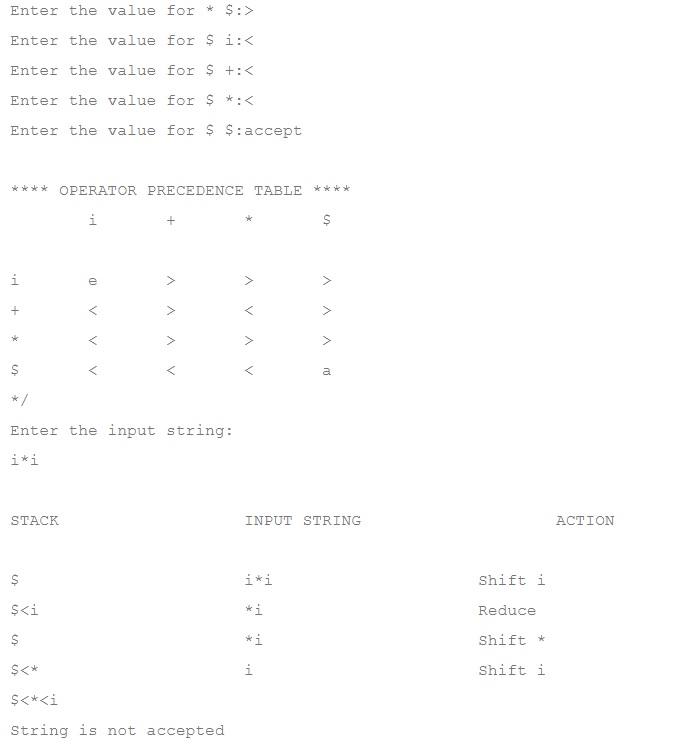 Enter the value for * $:>
Enter the value for $ i:<
Enter the value for $ +:<
Enter the value for $ *:<
Enter the value for $ $:accept
**** OPERATOR PRECEDENCE TABLE ****
i + * $
i e > > >
+ < > < >
* < > > >
$ < < < a
*/
Enter the input string:
i*i
STACK INPUT STRING ACTION
$ i*i Shift i
$<i *i Reduce
$ *i Shift *
$<* i Shift i
$<*<i
String is not accepted